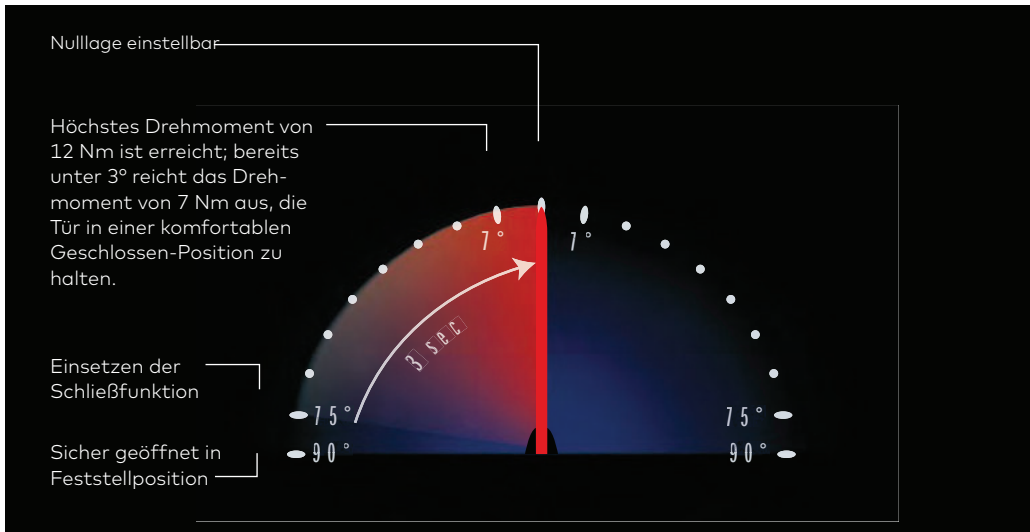 Nulllage einstellbar
Höchstes Drehmoment von
12 Nm ist erreicht; bereits
unter 3° reicht das Dreh-
moment von 7 Nm aus, die
Tür in einer komfortablen
Geschlossen-Position zu
halten.
7° 7°
3 sec
Einsetzen der
Schließfunktion
75° 75°
90° 90°
Sicher geöffnet in
Feststellposition